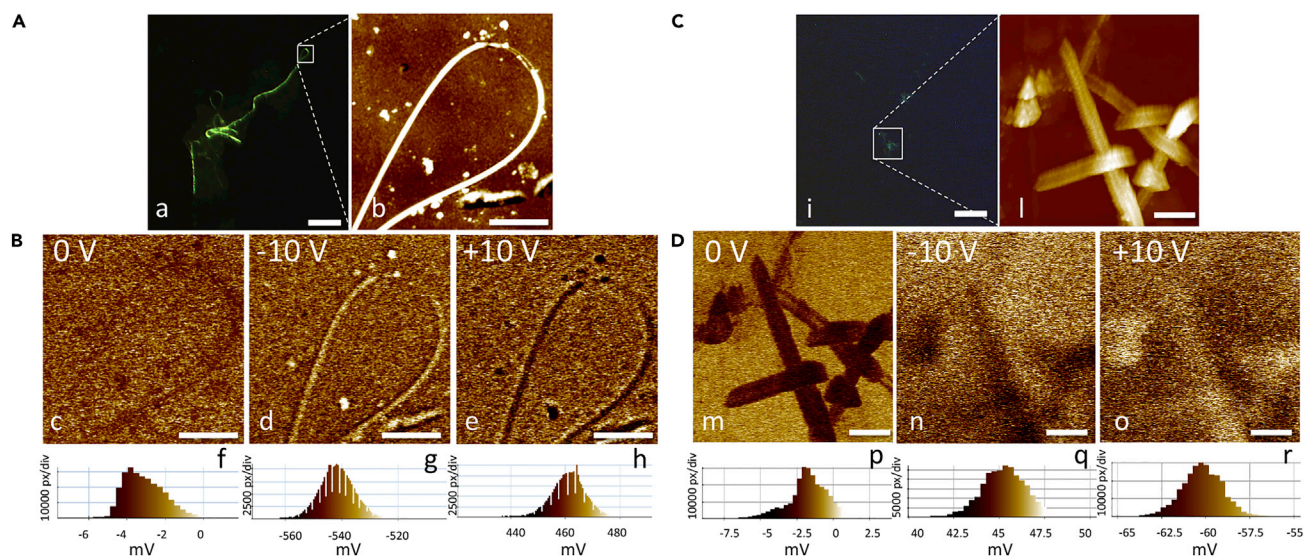 A
a
b
C
i
l
B
0 V
-10 V
+10 V
c
d
e
D
0 V
-10 V
+10 V
m
n
o
f
10000 px/div
-6 -4 -2 0
mV
g
2500 px/div
-560 -540 -520
mV
h
2500 px/div
440 460 480
mV
p
10000 px/div
-7.5 -5 -2.5 0 2.5
mV
q
5000 px/div
40 42.5 45 47.5 50
mV
r
10000 px/div
-65 -62.5 -60 -57.5 -55
mV